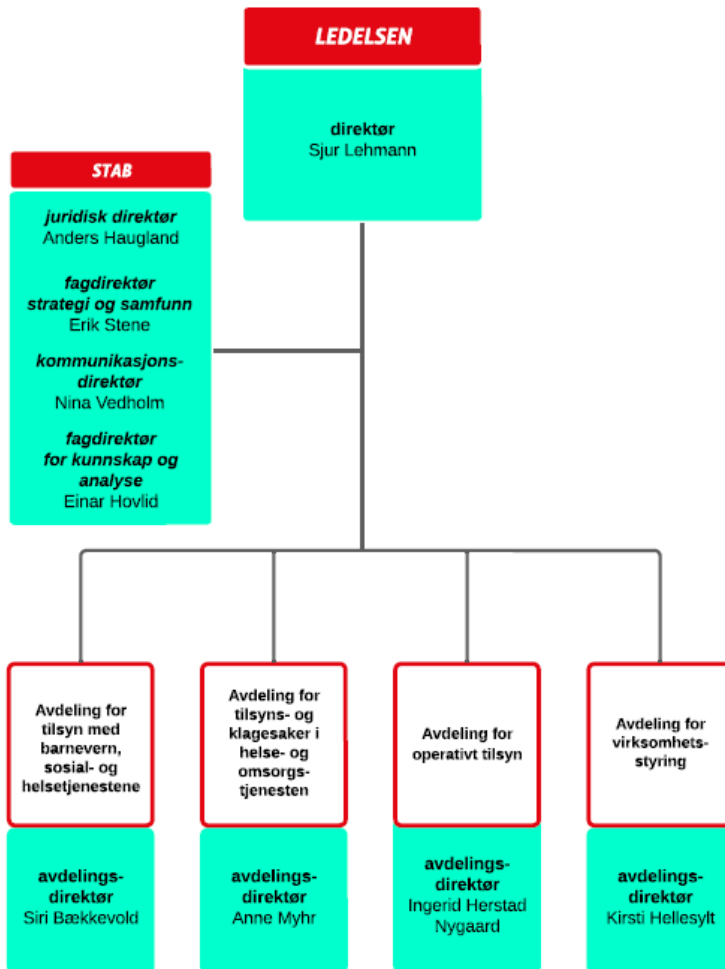 LEDELSEN
direktør
Sjur Lehmann
STAB
juridisk direktør
Anders Haugland
fagdirektør
strategi og samfunn
Erik Stene
kommunikasjons-
direktør
Nina Vedholm
fagdirektør
for kunnskap og
analyse
Einar Hovlid
Avdeling for
tilsyn med
barnevern,
sosial- og
helsetjenestene
avdelings-
direktør
Siri Bækkevold
Avdeling for
tilsyns- og
klagesaker i
helse- og
omsorgs-
tjenesten
avdelings-
direktør
Anne Myhr
Avdeling for
operativt tilsyn
avdelings-
direktør
Ingerid Herstad
Nygaard
Avdeling for
virksomhets-
styring
avdelings-
direktør
Kirsti Hellesylt